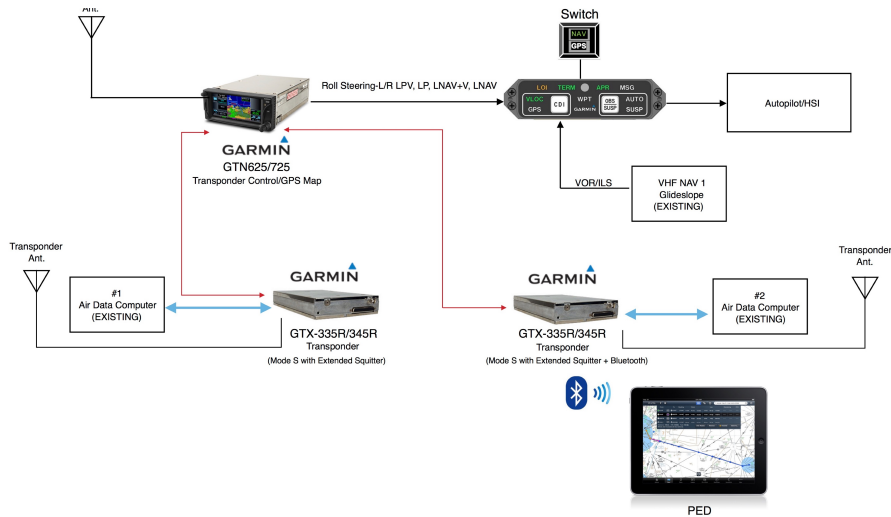 Ant.
Switch
NAV
GPS
Roll Steering-L/R LPV, LP, LNAV+V, LNAV
LOI TERM APR MSG
VLOC CDI WPT OBS AUTO
GPS GARMIN SUSP SUSP
Autopilot/HSI
GARMIN
GTN625/725
Transponder Control/GPS Map
VOR/ILS
VHF NAV 1
Glideslope
(EXISTING)
Transponder
Ant.
#1
Air Data Computer
(EXISTING)
GARMIN
GTX-335R/345R
Transponder
(Mode S with Extended Squitter)
GARMIN
GTX-335R/345R
Transponder
(Mode S with Extended Squitter + Bluetooth)
#2
Air Data Computer
(EXISTING)
Transponder
Ant.
PED